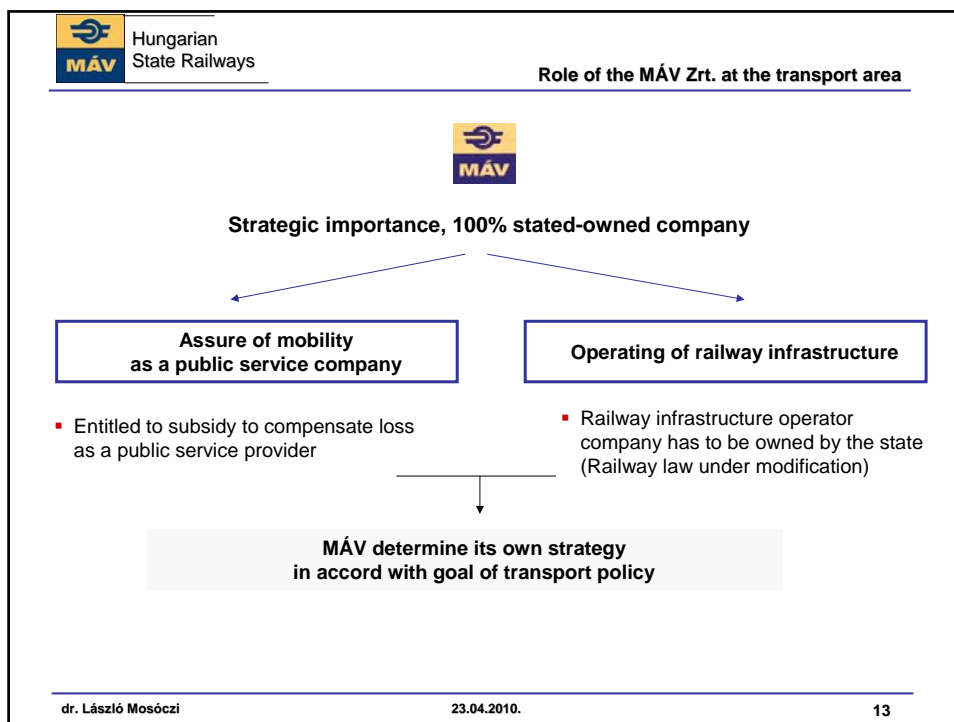 MÁV
Hungarian
State Railways
Role of the MÁV Zrt. at the transport area
MÁV
Strategic importance, 100% stated-owned company
Assure of mobility
as a public service company
Operating of railway infrastructure
▪ Entitled to subsidy to compensate loss
as a public service provider
▪ Railway infrastructure operator
company has to be owned by the state
(Railway law under modification)
MÁV determine its own strategy
in accord with goal of transport policy
dr. László Mosóczi
23.04.2010.
13